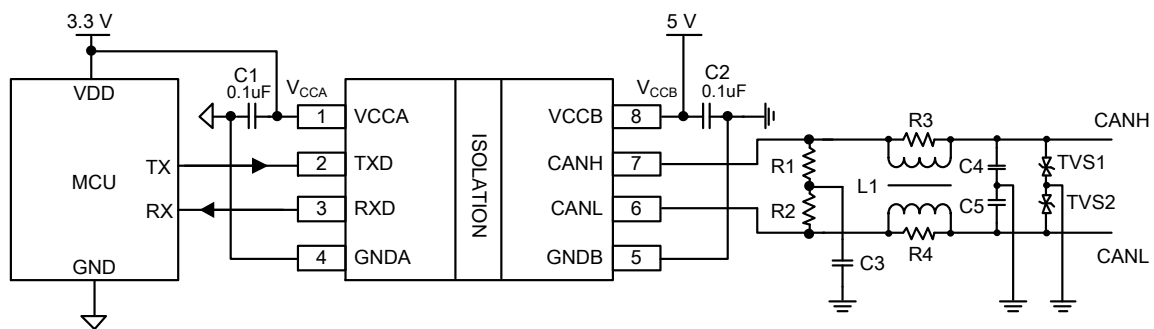 3.3 V
5 V
C1
0.1uF
VCCA
VCCB
C2
0.1uF
VDD
1
VCCA
VCCB
8
R3
CANH
TX
2
TXD
CANH
7
R1
C4
TVS1
MCU
ISOLATION
L1
RX
3
RXD
CANL
6
R2
C5
TVS2
GND
4
GNDA
GNDB
5
C3
R4
CANL